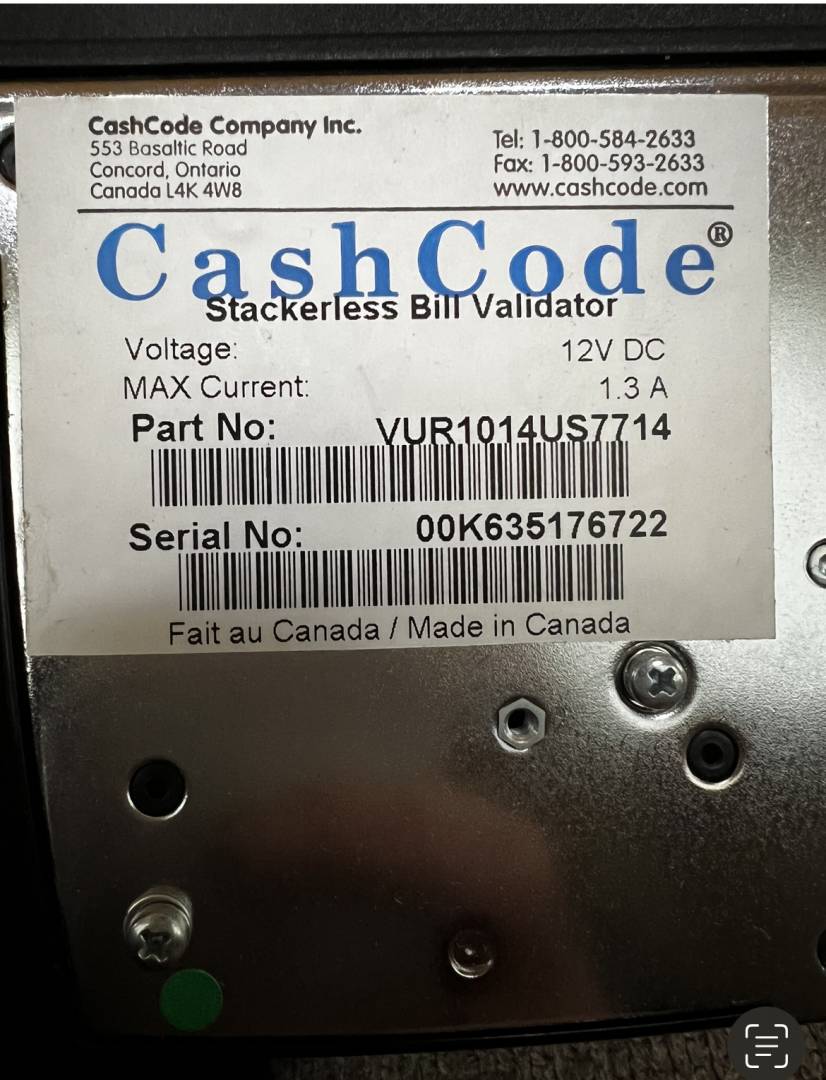 CashCode Company Inc.
553 Basaltic Road
Concord, Ontario
Canada L4K 4W8
Tel: 1-800-584-2633
Fax: 1-800-593-2633
www.cashcode.com
CashCode®
Stackerless Bill Validator
Voltage: 12V DC
MAX Current: 1.3 A
Part No: VUR1014US7714
Serial No: 00K635176722
Fait au Canada / Made in Canada